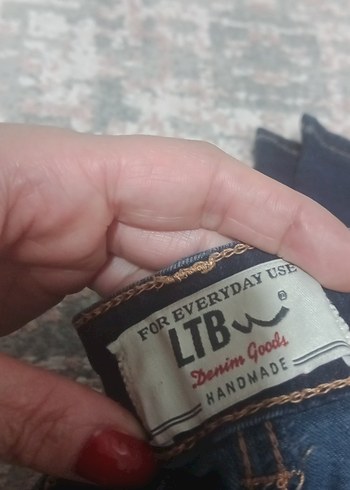 FOR EVERYDAY USE
LTB ®
Denim Goods
HANDMADE